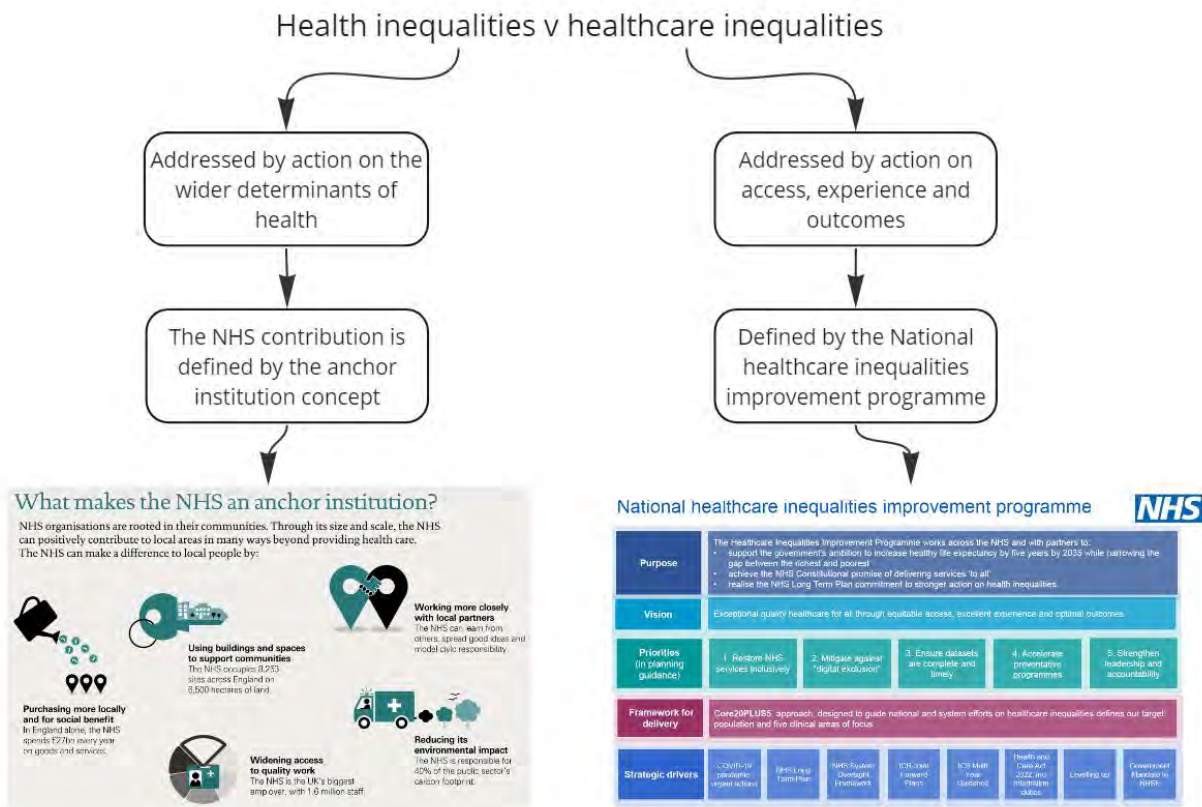 Health inequalities v healthcare inequalities
Addressed by action on the
wider determinants of
health
The NHS contribution is
defined by the anchor
institution concept
Addressed by action on
access, experience and
outcomes
Defined by the National
healthcare inequalities
improvement programme
What makes the NHS an anchor institution?
NHS organisations are rooted in their communities. Through its size and scale, the NHS
can positively contribute to local areas in many ways beyond providing health care.
The NHS can make a difference to local people by:
Working more closely
with local partners
The NHS can learn from
others, spread good ideas and
model civic responsibility
Using buildings and spaces
to support communities
The NHS occupies 8,253
sites across England on
6,500 hectares of land.
Purchasing more locally
and for social benefit
In England alone, the NHS
spends £27bn every year
on goods and services.
Reducing its
environmental impact
The NHS is responsible for
40% of the public sector's
carbon footprint.
Widening access
to quality work
The NHS is the UK's biggest
employer, with 1.6 million staff.
National healthcare inequalities improvement programme
NHS
Purpose
The Healthcare Inequalities Improvement Programme works across the NHS and with partners to:
• support the government's ambition to increase healthy life expectancy by five years by 2035 while narrowing the
gap between the richest and poorest
• achieve the NHS Constitutional promise of delivering services 'to all'
• realise the NHS Long Term Plan commitment to stronger action on health inequalities.
Vision
Exceptional quality healthcare for all through equitable access, excellent experience and optimal outcomes
Priorities
(in planning
guidance)
1. Restore NHS
services inclusively
2. Mitigate against
"digital exclusion"
3. Ensure datasets
are complete and
timely
4. Accelerate
preventative
programmes
5. Strengthen
leadership and
accountability
Framework for
delivery
Core20PLUS5 approach, designed to guide national and system efforts on healthcare inequalities defines our target
population and five clinical areas of focus
Strategic drivers
COVID-19
pandemic
urgent actions
NHS Long
Term Plan
NHS System
Oversight
Framework
ICB Joint
Forward
Plans
ICS
Year
Guidance
Health and
Care Act
2022 and
duties
Levelling up
Government
Mandate to
NHSE